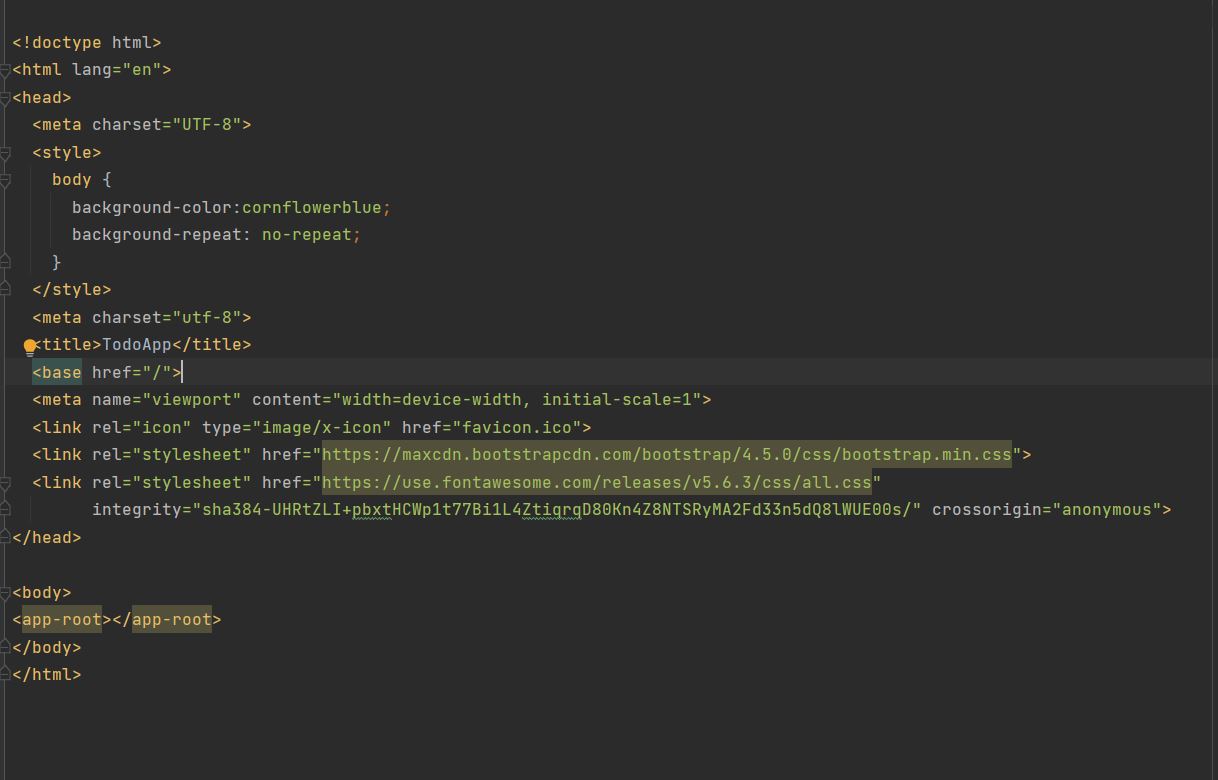 <!doctype html>
<html lang="en">
<head>
  <meta charset="UTF-8">
  <style>
    body {
      background-color:cornflowerblue;
      background-repeat: no-repeat;
    }
  </style>
  <meta charset="utf-8">
  <title>TodoApp</title>
  <base href="/">
  <meta name="viewport" content="width=device-width, initial-scale=1">
  <link rel="icon" type="image/x-icon" href="favicon.ico">
  <link rel="stylesheet" href="https://maxcdn.bootstrapcdn.com/bootstrap/4.5.0/css/bootstrap.min.css">
  <link rel="stylesheet" href="https://use.fontawesome.com/releases/v5.6.3/css/all.css"
        integrity="sha384-UHRtZLI+pbxtHCWp1t77Bi1L4ZtiqrqD80Kn4Z8NTSRyMA2Fd33n5dQ8lWUE00s/" crossorigin="anonymous">
</head>

<body>
<app-root></app-root>
</body>
</html>